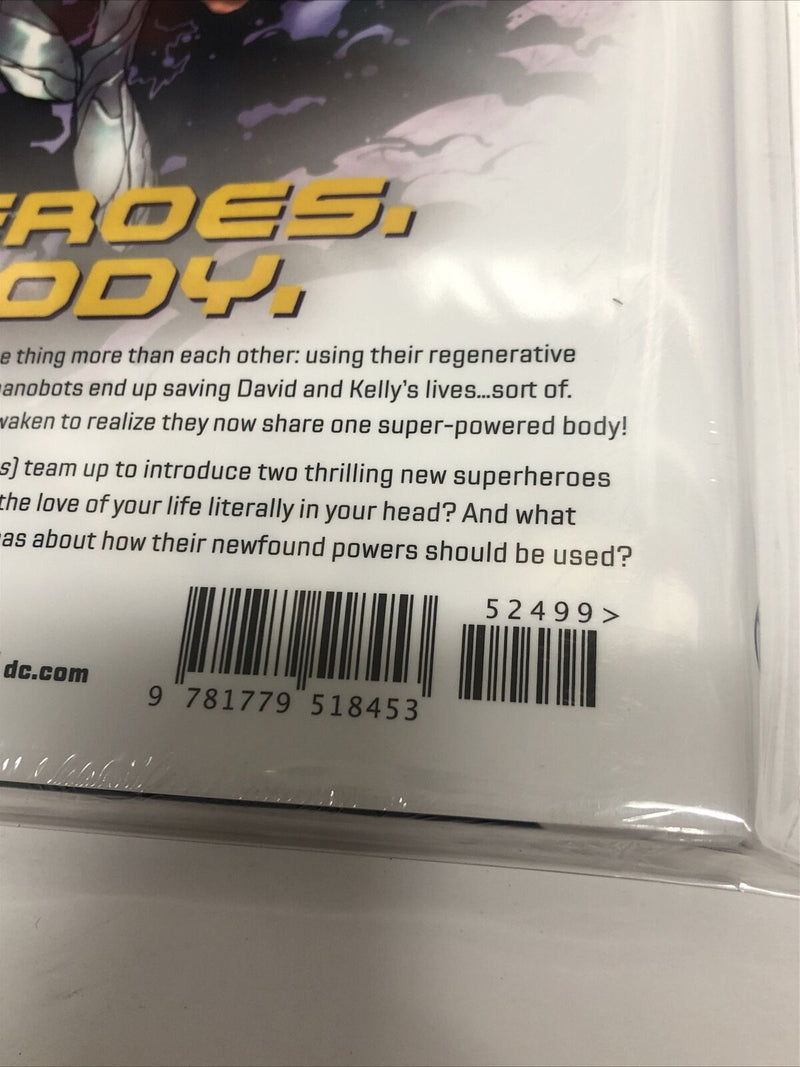 EROES.
ODY.
e thing more than each other: using their regenerative
anobots end up saving David and Kelly's lives...sort of.
waken to realize they now share one super-powered body!
s) team up to introduce two thrilling new superheroes
the love of your life literally in your head? And what
as about how their newfound powers should be used?
52499>
dc.com
9 781779 518453